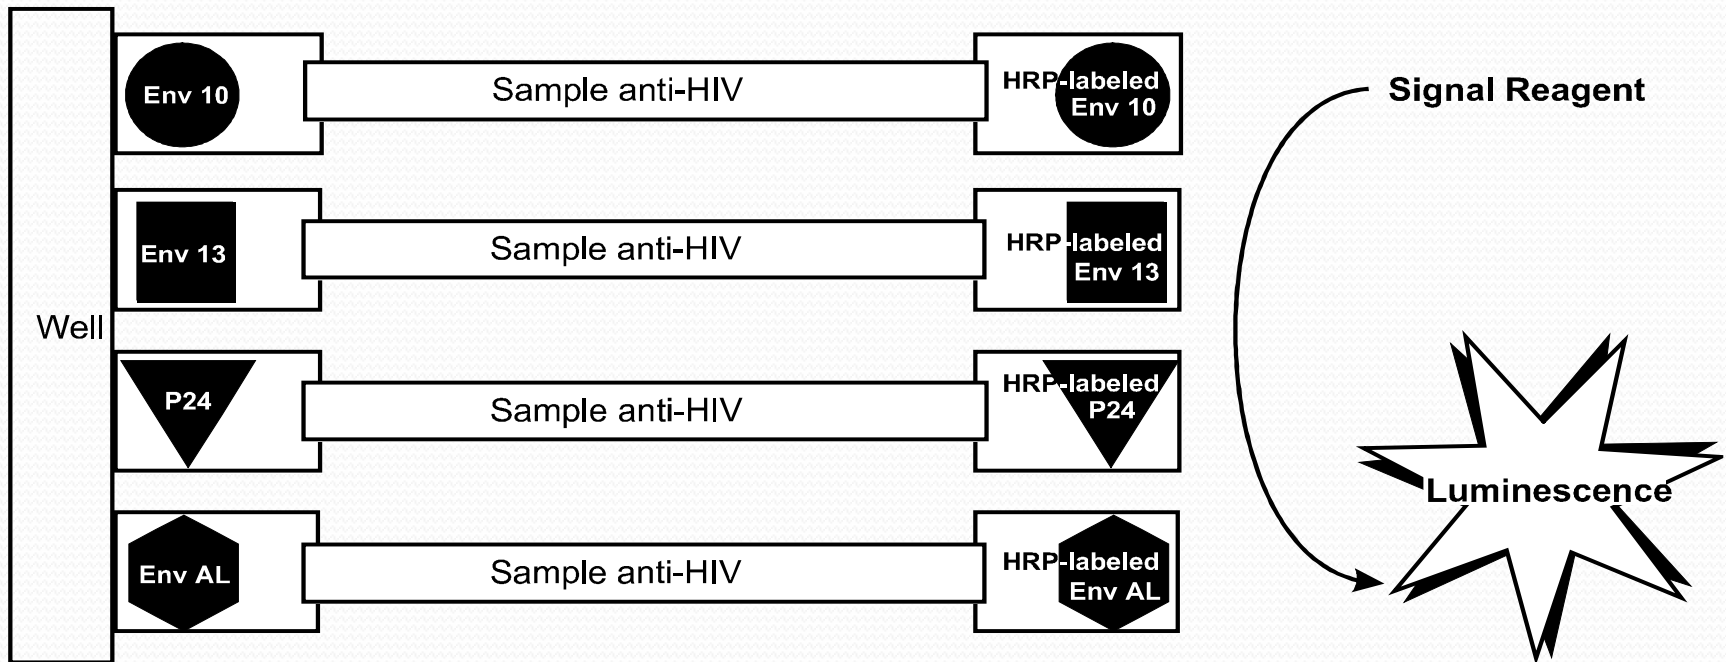 Well
Env 10
Sample anti-HIV
HRP-labeled
Env 10
Env 13
Sample anti-HIV
HRP-labeled
Env 13
P24
Sample anti-HIV
HRP-labeled
P24
Env AL
Sample anti-HIV
HRP-labeled
Env AL
Signal Reagent
Luminescence